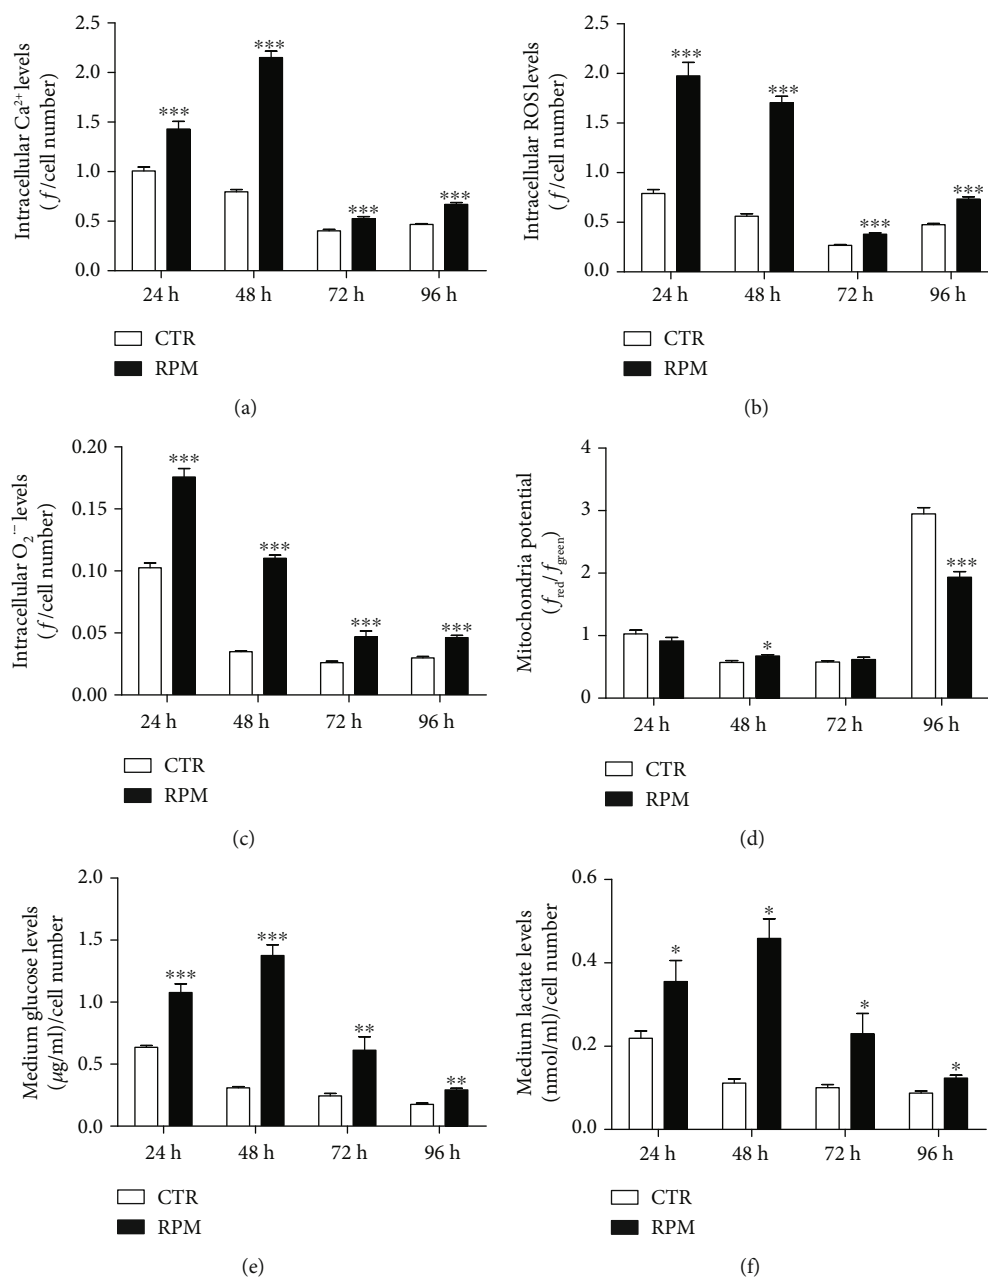 Intracellular Ca²⁺ levels
(f/cell number)
2.5
2.0
1.5
1.0
0.5
0.0
***
***
***
***
24 h 48 h 72 h 96 h
CTR
RPM
(a)
Intracellular ROS levels
(f/cell number)
2.5
2.0
1.5
1.0
0.5
0.0
***
***
***
***
24 h 48 h 72 h 96 h
CTR
RPM
(b)
Intracellular O₂·⁻ levels
(f/cell number)
0.20
0.15
0.10
0.05
0.00
***
***
***
***
24 h 48 h 72 h 96 h
CTR
RPM
(c)
Mitochondria potential
(f_red/f_green)
4
3
2
1
0
*
***
24 h 48 h 72 h 96 h
CTR
RPM
(d)
Medium glucose levels
(μg/ml)/cell number
2.0
1.5
1.0
0.5
0.0
***
***
**
**
24 h 48 h 72 h 96 h
CTR
RPM
(e)
Medium lactate levels
(nmol/ml)/cell number
0.6
0.4
0.2
0.0
*
*
*
*
24 h 48 h 72 h 96 h
CTR
RPM
(f)